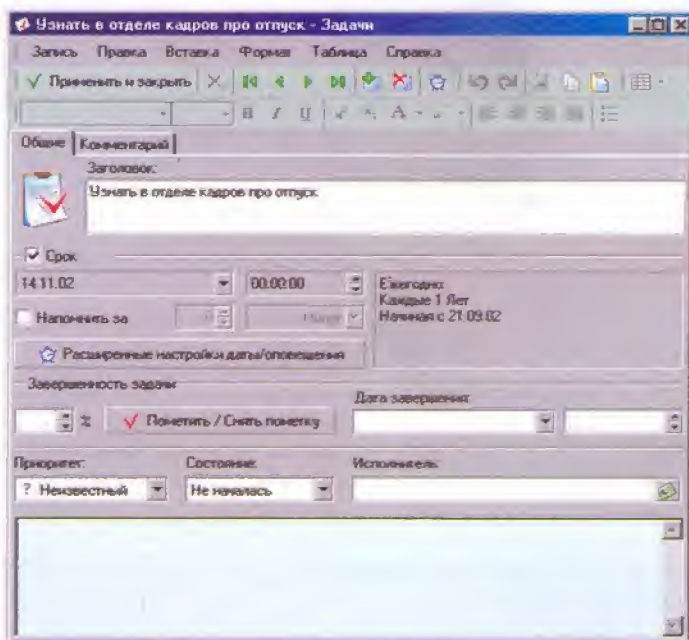 Узнать в отделе кадров про отпуск - Задачи
Запись Правка Вставка Формат Таблица Справка
Применить и закрыть
Общие Комментарий
Заголовок:
Узнать в отделе кадров про отпуск
Срок
14.11.02 00:00:00
Ежегодно
Каждые 1 Лет
Начиная с 21.09.02
Напомнить за
Расширенные настройки даты/оповещения
Завершенность задачи
Дата завершения:
% Пометить / Снять пометку
Приоритет: Состояние: Исполнитель:
? Неизвестный Не началась